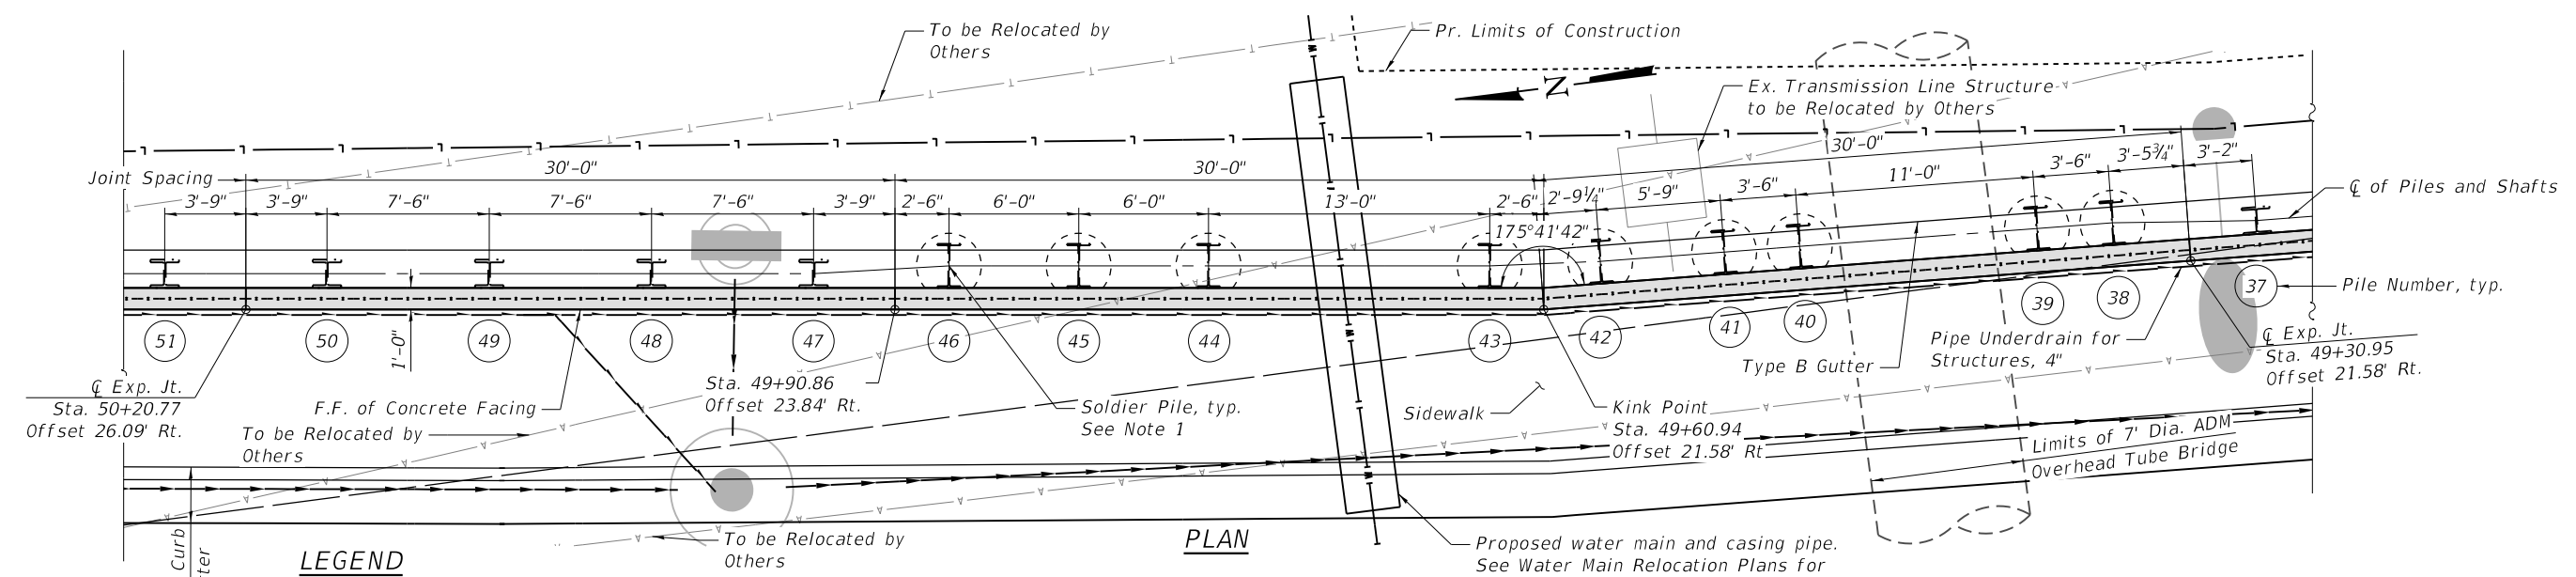 To be Relocated by
Others
Pr. Limits of Construction
N
Ex. Transmission Line Structure
to be Relocated by Others
Joint Spacing
30'-0"
30'-0"
30'-0"
3'-9"
3'-9"
7'-6"
7'-6"
7'-6"
3'-9"
2'-6"
6'-0"
6'-0"
13'-0"
2'-6"
2'-9¼"
5'-9"
3'-6"
11'-0"
3'-6"
3'-5¾"
3'-2"
℄ of Piles and Shafts
175°41'42"
51
50
49
48
47
46
45
44
43
42
41
40
39
38
37
Pile Number, typ.
1'-0"
℄ Exp. Jt.
Sta. 50+20.77
Offset 26.09' Rt.
F.F. of Concrete Facing
To be Relocated by
Others
Sta. 49+90.86
Offset 23.84' Rt.
Soldier Pile, typ.
See Note 1
Sidewalk
Kink Point
Sta. 49+60.94
Offset 21.58' Rt
Type B Gutter
Pipe Underdrain for
Structures, 4"
℄ Exp. Jt.
Sta. 49+30.95
Offset 21.58' Rt.
Limits of 7' Dia. ADM
Overhead Tube Bridge
To be Relocated by
Others
Curb
LEGEND
PLAN
Proposed water main and casing pipe.
See Water Main Relocation Plans for